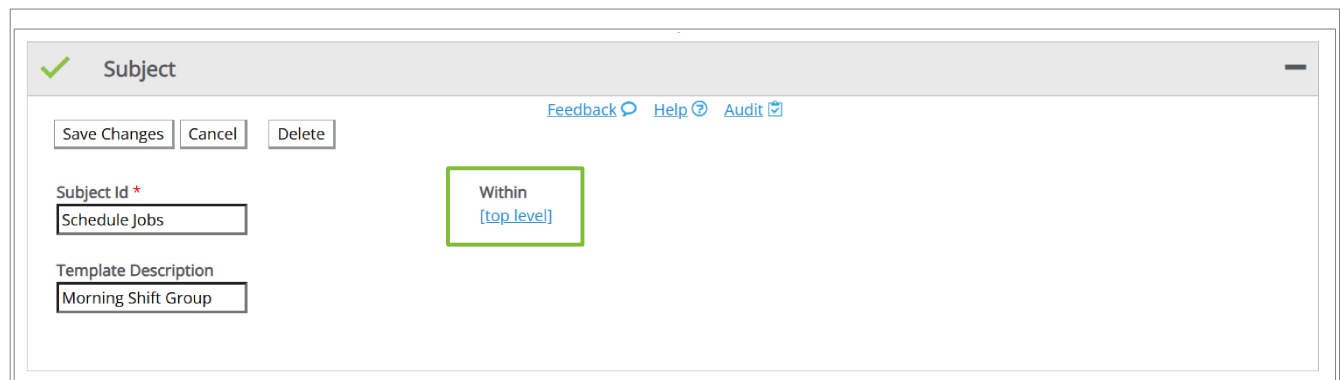 Subject
Feedback Help Audit
Save Changes Cancel Delete
Subject Id *
Schedule Jobs
Within
[top level]
Template Description
Morning Shift Group